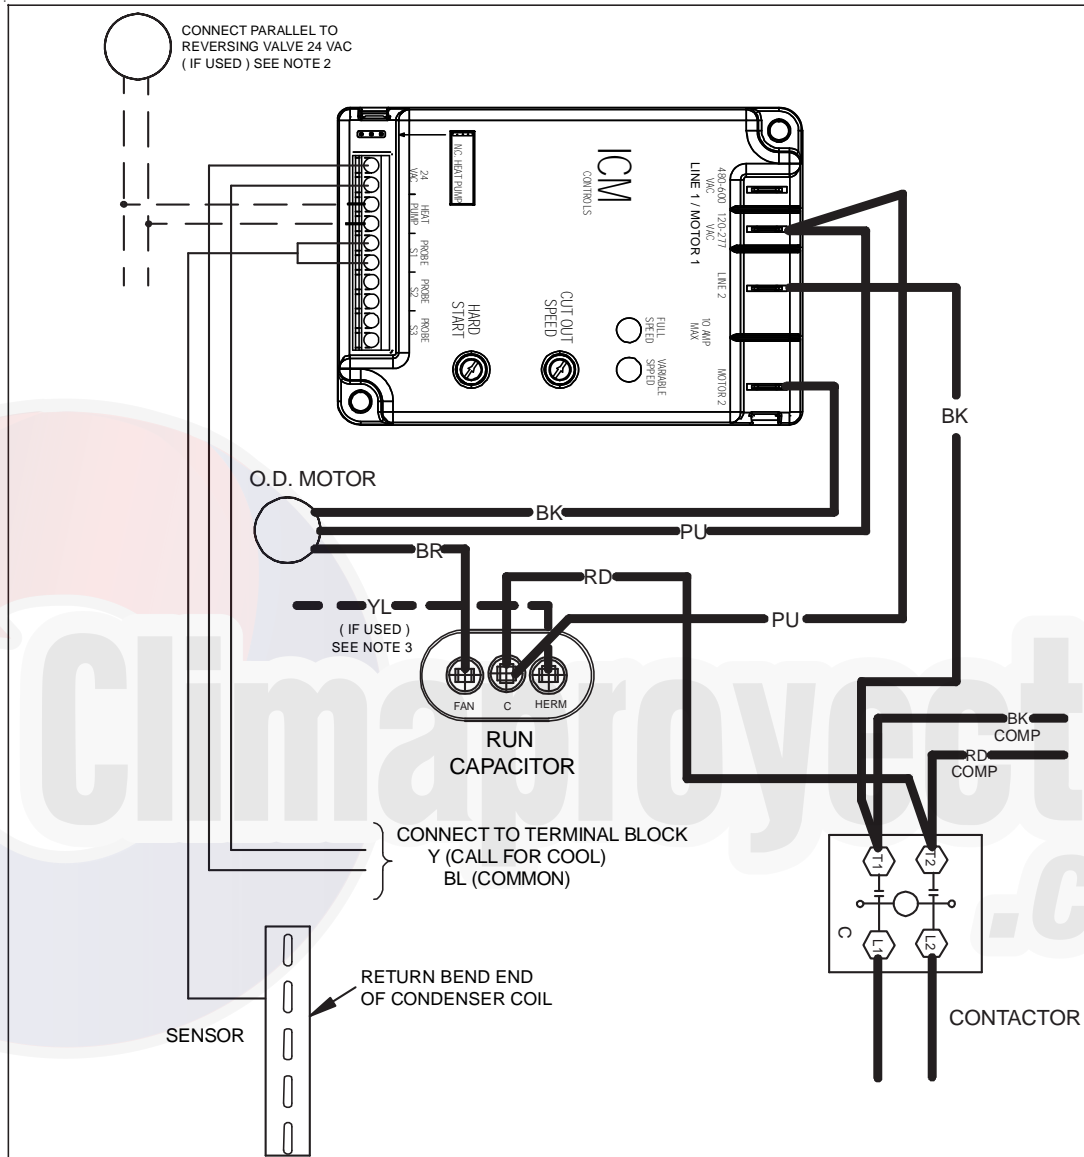 CONNECT PARALLEL TO
REVERSING VALVE 24 VAC
( IF USED ) SEE NOTE 2
24
VAC
HEAT
PUMP
PROBE
S1
PROBE
S2
PROBE
S3
N.C. HEAT PUMP
ICM
CONTROLS
HARD
START
CUT OUT
SPEED
FULL
SPEED
VARIABLE
SPPED
480-600
VAC
120-277
VAC
LINE 1 / MOTOR 1
LINE 2
10 AMP
MAX
MOTOR 2
BK
O.D. MOTOR
BK
PU
BR
RD
YL
( IF USED )
SEE NOTE 3
PU
FAN
C
HERM
RUN
CAPACITOR
BK
COMP
RD
COMP
CONNECT TO TERMINAL BLOCK
Y (CALL FOR COOL)
BL (COMMON)
T1
T2
C
L1
L2
CONTACTOR
RETURN BEND END
OF CONDENSER COIL
SENSOR
Climaproyect
.c